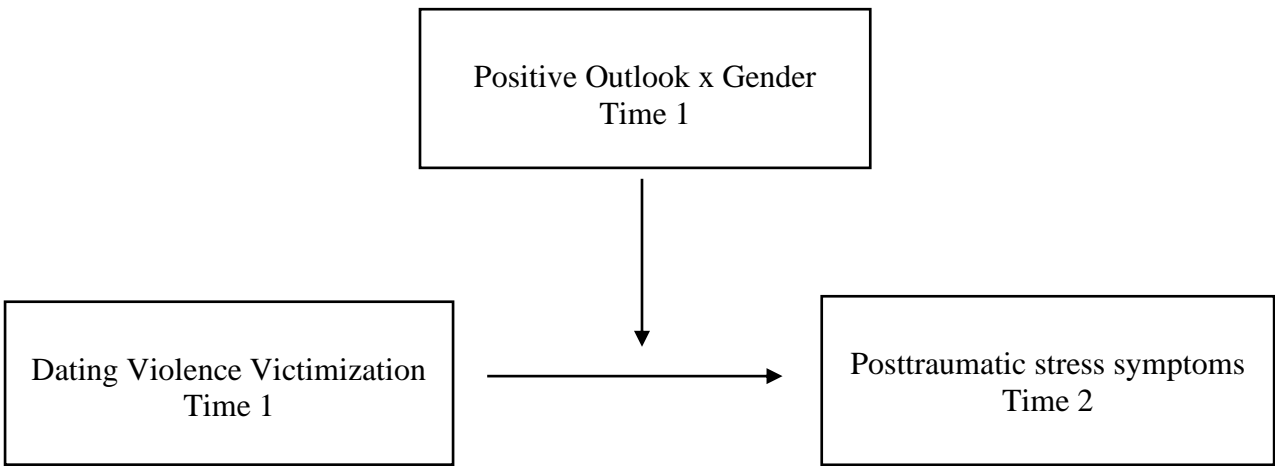 Positive Outlook x Gender
Time 1
Dating Violence Victimization
Time 1
Posttraumatic stress symptoms
Time 2